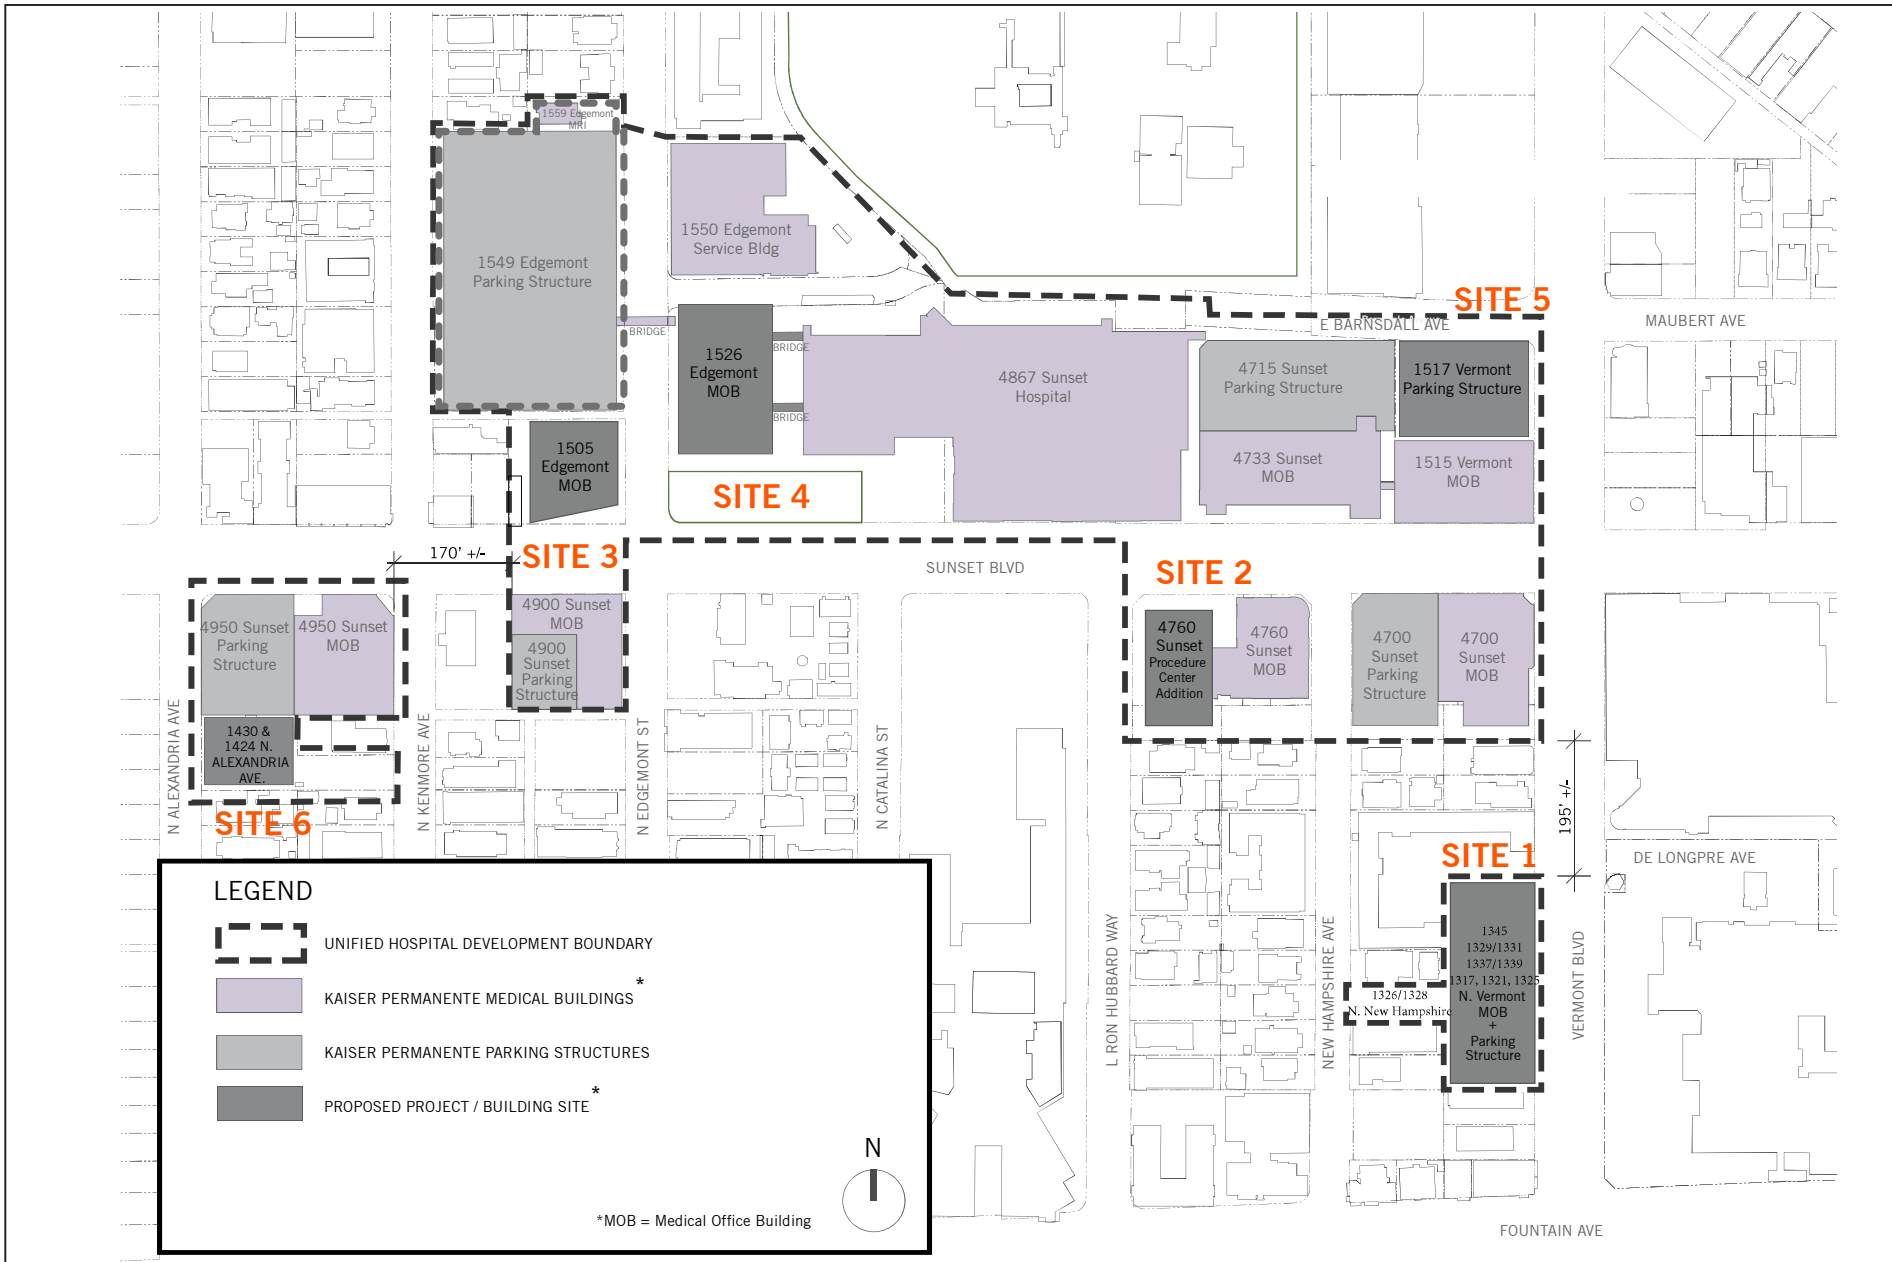 1559 Edgemont
MRI
1549 Edgemont
Parking Structure
1550 Edgemont
Service Bldg
BRIDGE
1526
Edgemont
MOB
BRIDGE
BRIDGE
4867 Sunset
Hospital
SITE 5
E BARNSDALL AVE
MAUBERT AVE
4715 Sunset
Parking Structure
1517 Vermont
Parking Structure
4733 Sunset
MOB
1515 Vermont
MOB
1505
Edgemont
MOB
SITE 4
170' +/-
SITE 3
SUNSET BLVD
SITE 2
4950 Sunset
Parking
Structure
4950 Sunset
MOB
4900 Sunset
MOB
4900
Sunset
Parking
Structure
4760
Sunset
Procedure
Center
Addition
4760
Sunset
MOB
4700
Sunset
Parking
Structure
4700
Sunset
MOB
N ALEXANDRIA AVE
1430 &
1424 N.
ALEXANDRIA
AVE.
SITE 6
N KENMORE AVE
N EDGEMONT ST
N CATALINA ST
L RON HUBBARD WAY
NEW HAMPSHIRE AVE
VERMONT BLVD
195' +/-
SITE 1
DE LONGPRE AVE
1345
1329/1331
1337/1339
1317, 1321, 1325
N. Vermont
MOB
+
Parking
Structure
1326/1328
N. New Hampshire
FOUNTAIN AVE
LEGEND
UNIFIED HOSPITAL DEVELOPMENT BOUNDARY
KAISER PERMANENTE MEDICAL BUILDINGS*
KAISER PERMANENTE PARKING STRUCTURES
PROPOSED PROJECT / BUILDING SITE*
N
*MOB = Medical Office Building